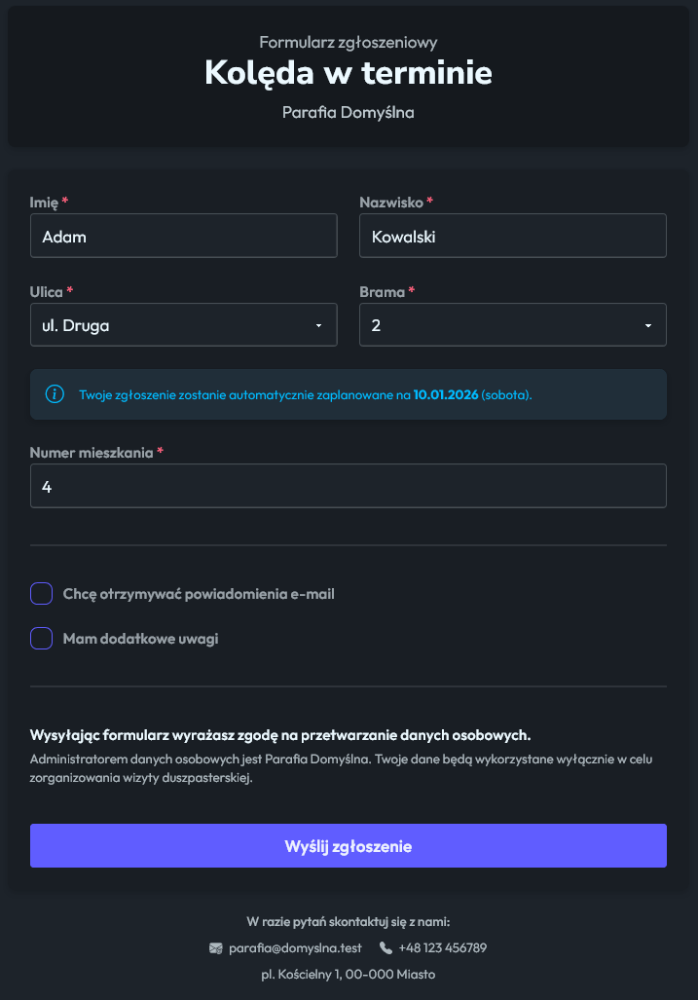 Formularz zgłoszeniowy
Kolęda w terminie
Parafia Domyślna
Imię * Nazwisko *
Adam Kowalski
Ulica * Brama *
ul. Druga 2
Twoje zgłoszenie zostanie automatycznie zaplanowane na 10.01.2026 (sobota).
Numer mieszkania *
4
Chcę otrzymywać powiadomienia e-mail
Mam dodatkowe uwagi
Wysyłając formularz wyrażasz zgodę na przetwarzanie danych osobowych.
Administratorem danych osobowych jest Parafia Domyślna. Twoje dane będą wykorzystane wyłącznie w celu
zorganizowania wizyty duszpasterskiej.
Wyślij zgłoszenie
W razie pytań skontaktuj się z nami:
parafia@domyslna.test +48 123 456789
pl. Kościelny 1, 00-000 Miasto